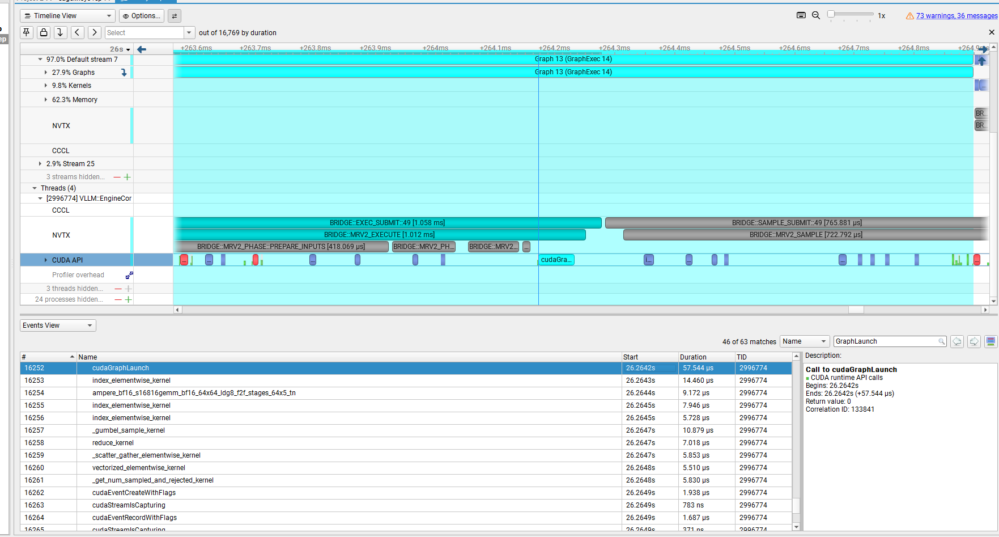 Timeline View
Options...
1x
73 warnings, 36 messages
Select
out of 16,769 by duration
26s
+263.6ms
+263.7ms
+263.8ms
+263.9ms
+264ms
+264.1ms
+264.2ms
+264.3ms
+264.4ms
+264.5ms
+264.6ms
+264.7ms
+264.8ms
+264.9ms
97.0% Default stream 7
Graph 13 (GraphExec 14)
27.9% Graphs
Graph 13 (GraphExec 14)
9.8% Kernels
...
62.3% Memory
NVTX
BR...
BR...
CCCL
2.9% Stream 25
3 streams hidden...
Threads (4)
[2996774] VLLM::EngineCor
CCCL
NVTX
BRIDGE::EXEC_SUBMIT::49 [1.058 ms]
BRIDGE::SAMPLE_SUBMIT::49 [765.881 µs]
BRIDGE::MRV2_EXECUTE [1.012 ms]
BRIDGE::MRV2_SAMPLE [722.792 µs]
BRIDGE::MRV2_PHASE::PREPARE_INPUTS [418.069 µs]
BRIDGE::MRV2_PH...
BRIDGE::MRV2...
...
CUDA API
cudaGra...
i...
Profiler overhead
3 threads hidden...
24 processes hidden...
Events View
46 of 63 matches
Name
GraphLaunch
# Name Start Duration TID
16252 cudaGraphLaunch 26.2642s 57.544 µs 2996774
16253 index_elementwise_kernel 26.2643s 14.460 µs 2996774
16254 ampere_bf16_s16816gemm_bf16_64x64_ldg8_f2f_stages_64x5_tn 26.2644s 9.172 µs 2996774
16255 index_elementwise_kernel 26.2645s 7.946 µs 2996774
16256 index_elementwise_kernel 26.2645s 5.728 µs 2996774
16257 _gumbel_sample_kernel 26.2647s 10.879 µs 2996774
16258 reduce_kernel 26.2647s 7.018 µs 2996774
16259 _scatter_gather_elementwise_kernel 26.2647s 5.853 µs 2996774
16260 vectorized_elementwise_kernel 26.2648s 5.510 µs 2996774
16261 _get_num_sampled_and_rejected_kernel 26.2648s 5.830 µs 2996774
16262 cudaEventCreateWithFlags 26.2649s 1.938 µs 2996774
16263 cudaStreamIsCapturing 26.2649s 783 ns 2996774
16264 cudaEventRecordWithFlags 26.2649s 1.687 µs 2996774
16265 cudaStreamIsCapturing 26.2649s 371 ns 2996774
Description:
Call to cudaGraphLaunch
CUDA runtime API calls
Begins: 26.2642s
Ends: 26.2642s (+57.544 µs)
Return value: 0
Correlation ID: 133841